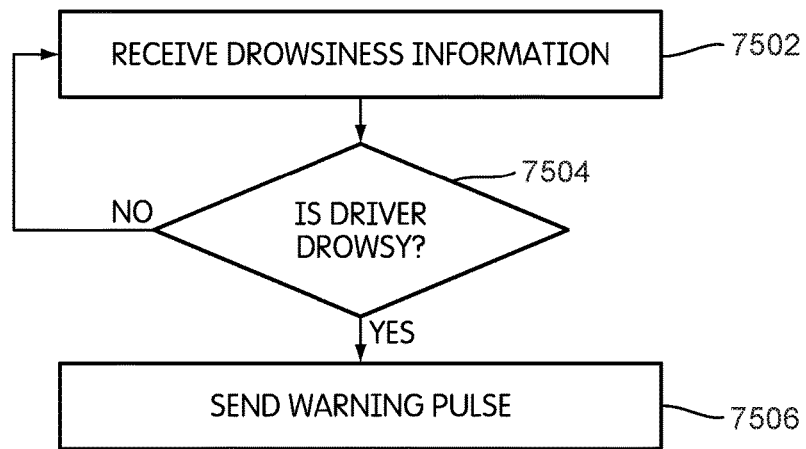 RECEIVE DROWSINESS INFORMATION
7502
7504
NO
IS DRIVER
DROWSY?
YES
SEND WARNING PULSE
7506